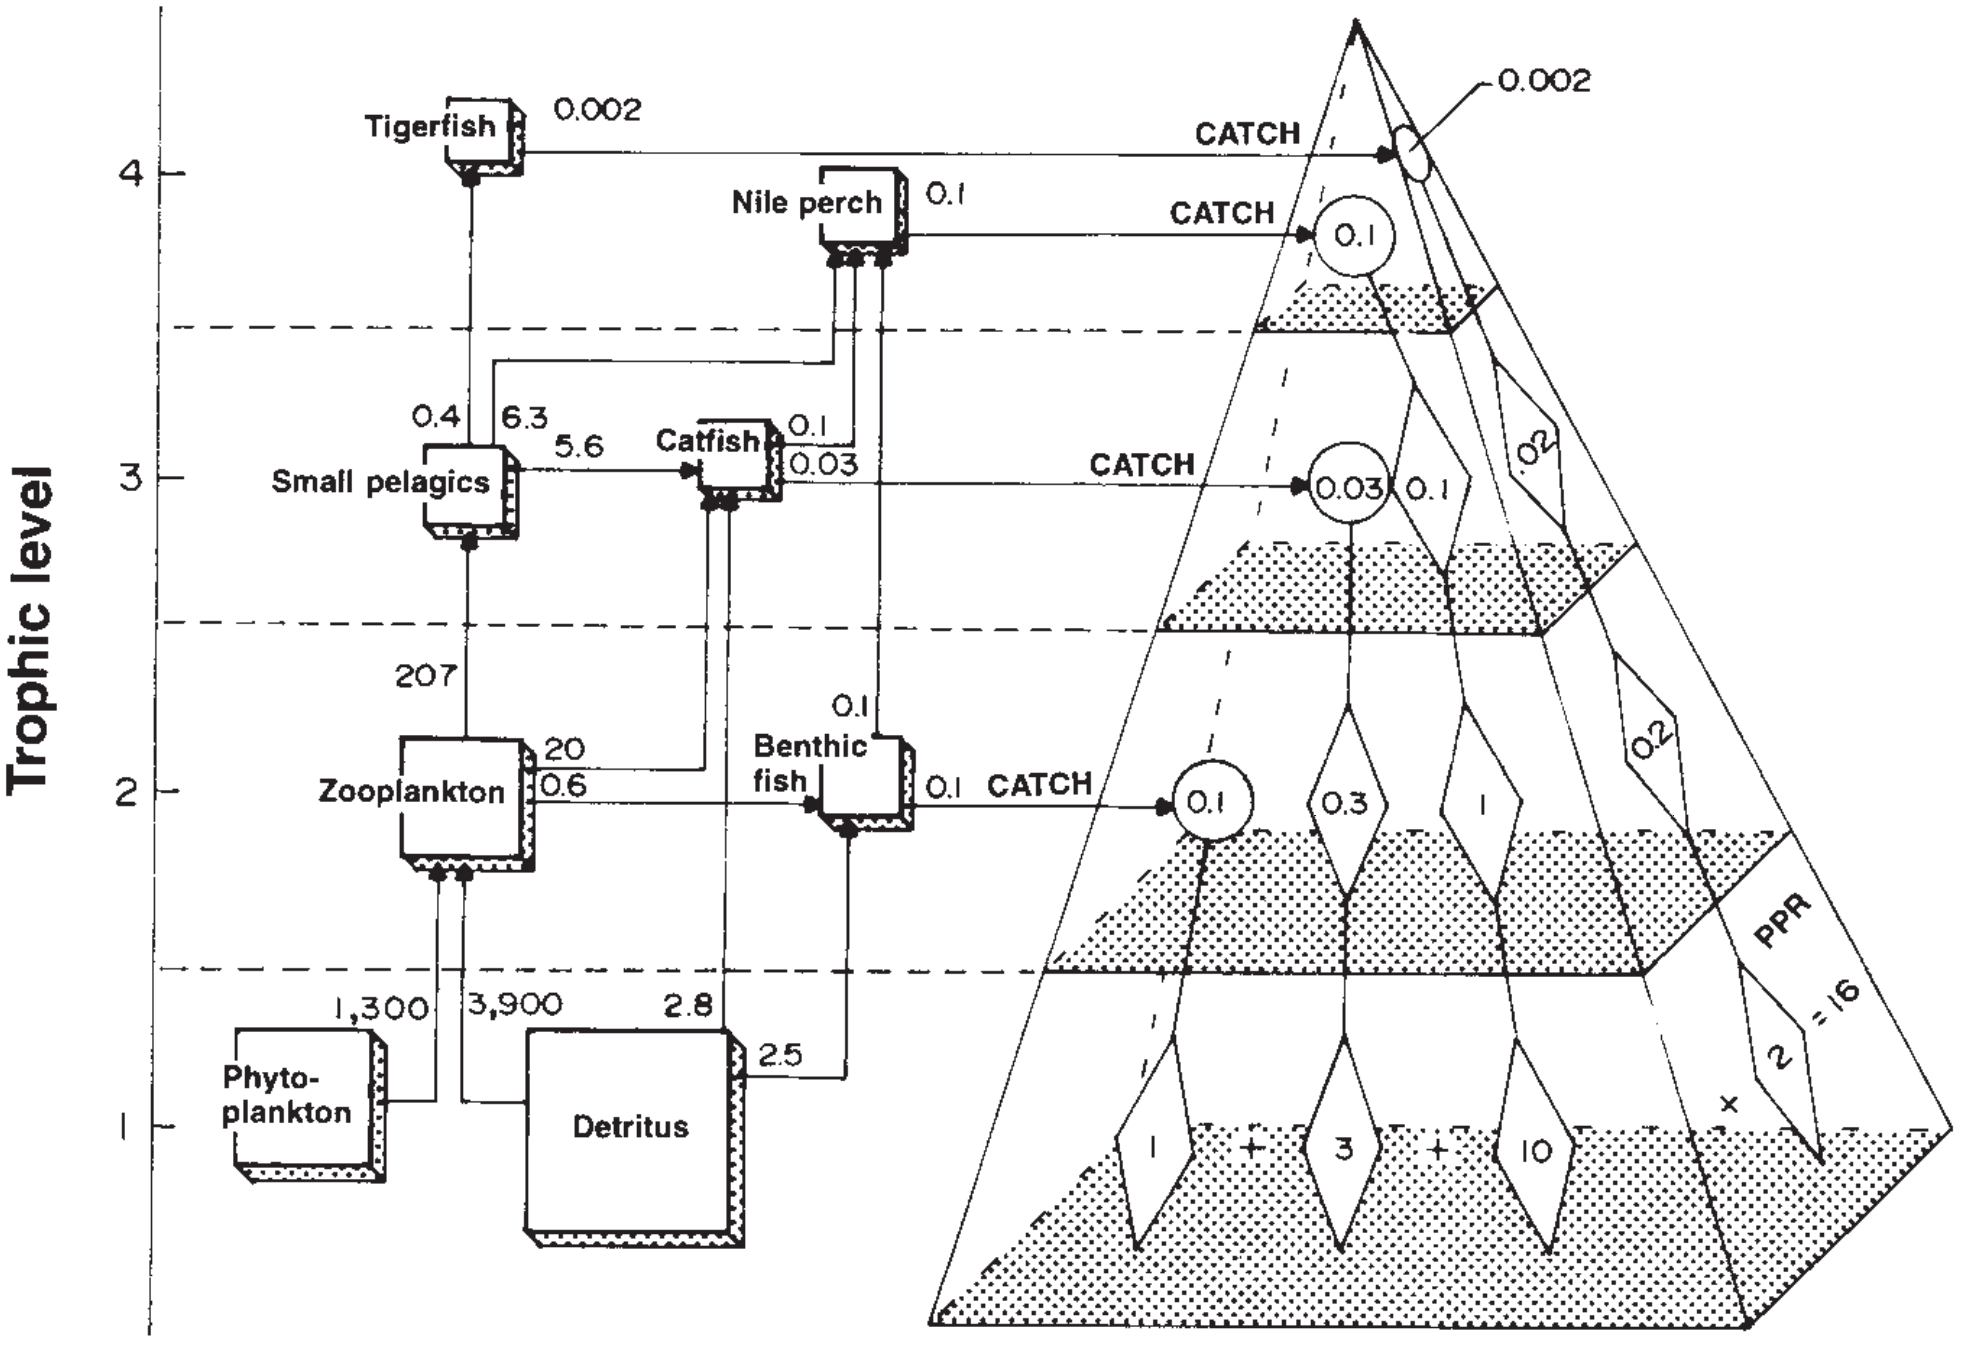 Trophic level
4
3
2
1
Tigerfish
0.002
CATCH
0.002
Nile perch
0.1
CATCH
0.1
0.4
6.3
5.6
Small pelagics
Catfish
0.1
0.03
CATCH
0.03
0.1
.02
207
Zooplankton
20
0.6
0.1
Benthic
fish
0.1
CATCH
0.1
0.3
1
0.2
1,300
3,900
2.8
2.5
Phyto-
plankton
Detritus
PPR
=16
2
x
1
+
3
+
10